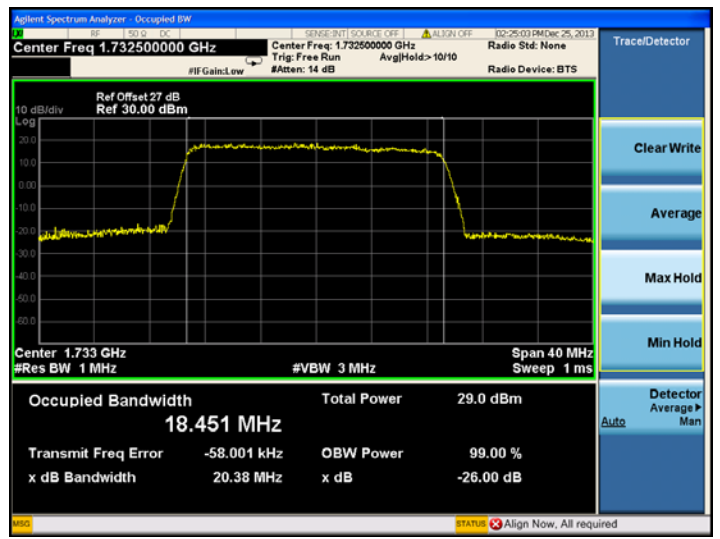 Agilent Spectrum Analyzer - Occupied BW
RF 50 Ω DC SENSE:INT SOURCE OFF ALIGN OFF 02:25:03 PM Dec 25, 2013
Center Freq 1.732500000 GHz
Center Freq: 1.732500000 GHz
Radio Std: None
Trig: Free Run Avg|Hold:>10/10
#IFGain:Low
#Atten: 14 dB
Radio Device: BTS
Trace/Detector
Ref Offset 27 dB
10 dB/div Ref 30.00 dBm
Log
20.0
10.0
0.00
-10.0
-20.0
-30.0
-40.0
-50.0
-60.0
Clear Write
Average
Max Hold
Min Hold
Center 1.733 GHz Span 40 MHz
#Res BW 1 MHz #VBW 3 MHz Sweep 1 ms
Detector
Average
Auto Man
Occupied Bandwidth Total Power 29.0 dBm
18.451 MHz
Transmit Freq Error -58.001 kHz OBW Power 99.00 %
x dB Bandwidth 20.38 MHz x dB -26.00 dB
MSG STATUS Align Now, All required